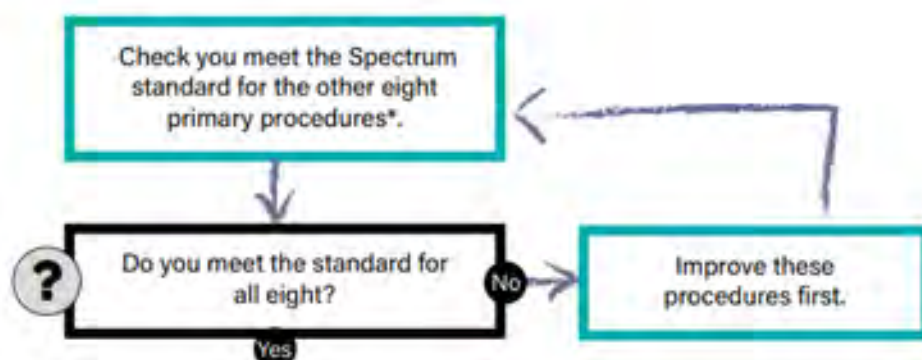 Check you meet the Spectrum
standard for the other eight
primary procedures*.
?
Do you meet the standard for
all eight?
No
Improve these
procedures first.
Yes